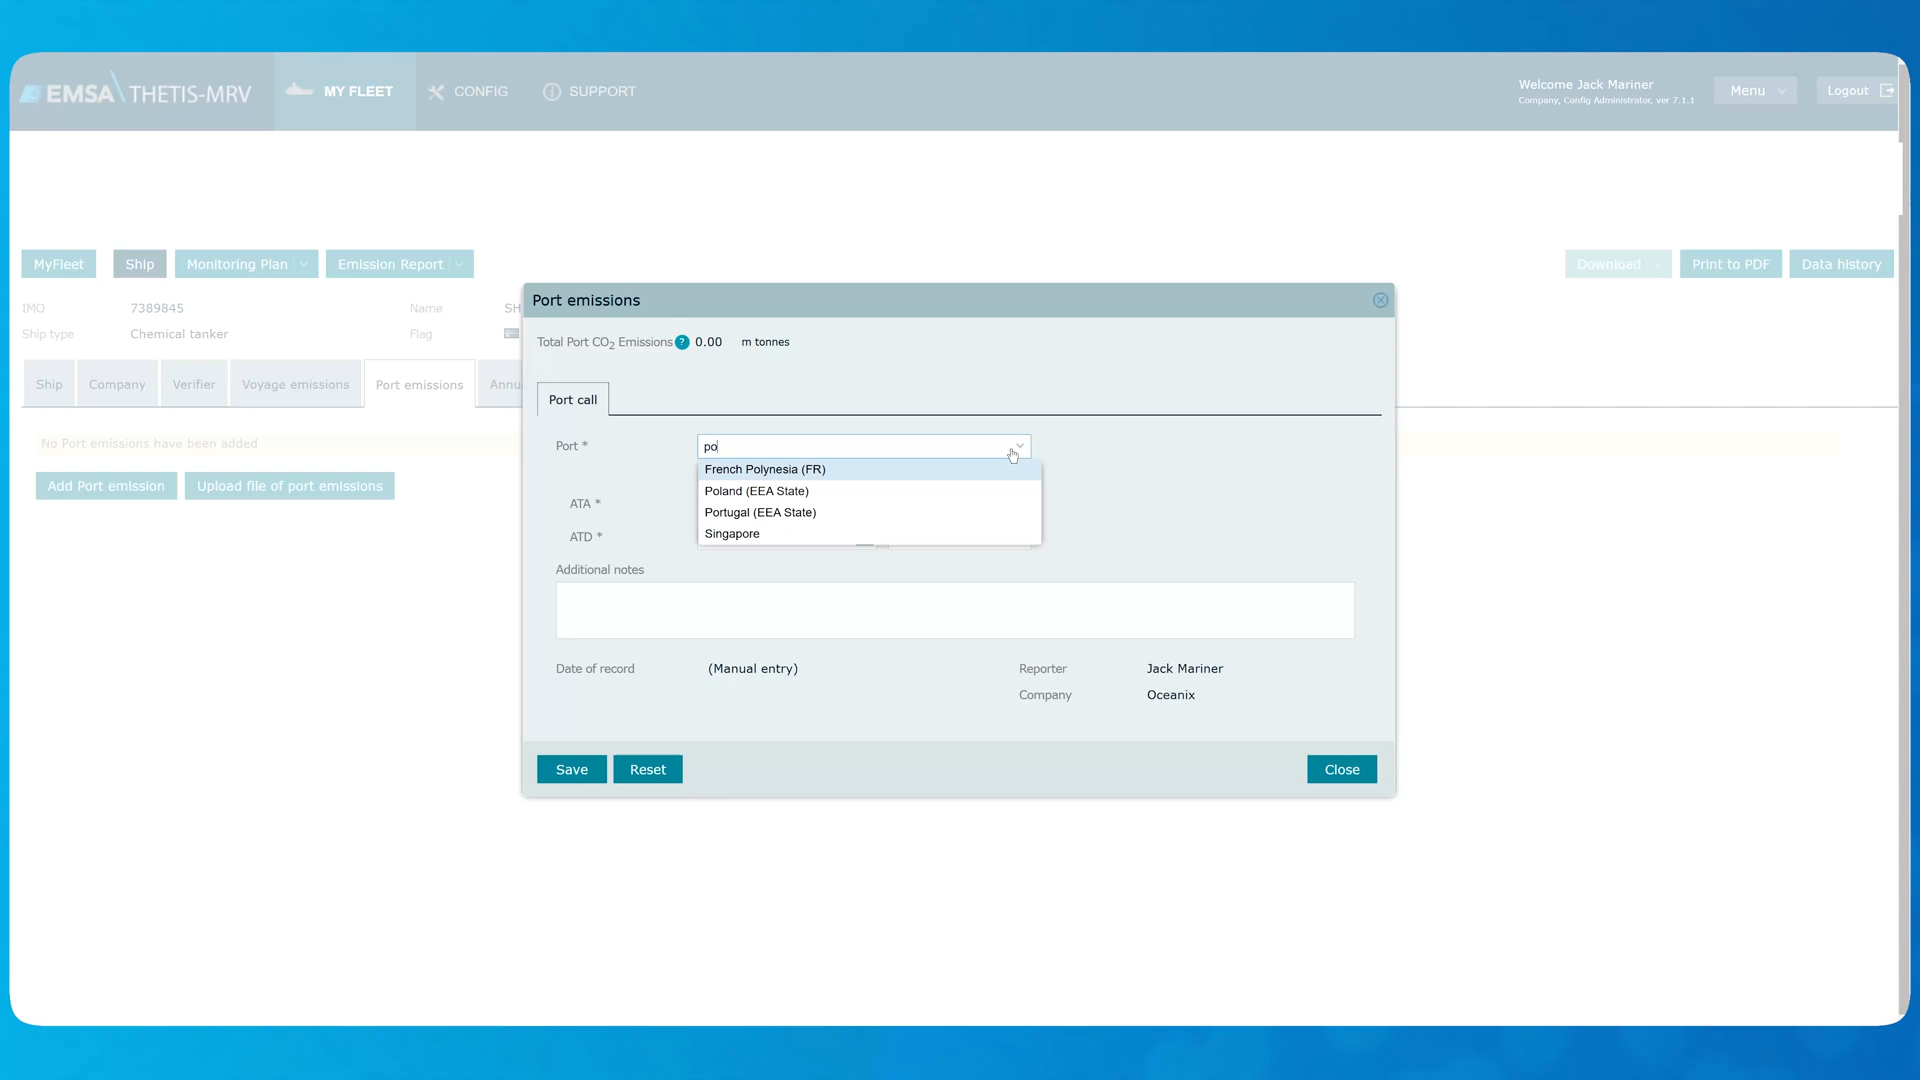 EMSA THETIS-MRV
MY FLEET
CONFIG
SUPPORT
Welcome Jack Mariner
Company, Config Administrator, ver 7.1.1
Menu
Logout
MyFleet
Ship
Monitoring Plan
Emission Report
Download
Print to PDF
Data history
IMO 7389845 Name SH
Ship type Chemical tanker Flag
Ship
Company
Verifier
Voyage emissions
Port emissions
Annu
No Port emissions have been added
Add Port emission
Upload file of port emissions
Port emissions
Total Port CO2 Emissions ? 0.00 m tonnes
Port call
Port * po
French Polynesia (FR)
Poland (EEA State)
Portugal (EEA State)
Singapore
ATA *
ATD *
Additional notes
Date of record (Manual entry) Reporter Jack Mariner
Company Oceanix
Save
Reset
Close